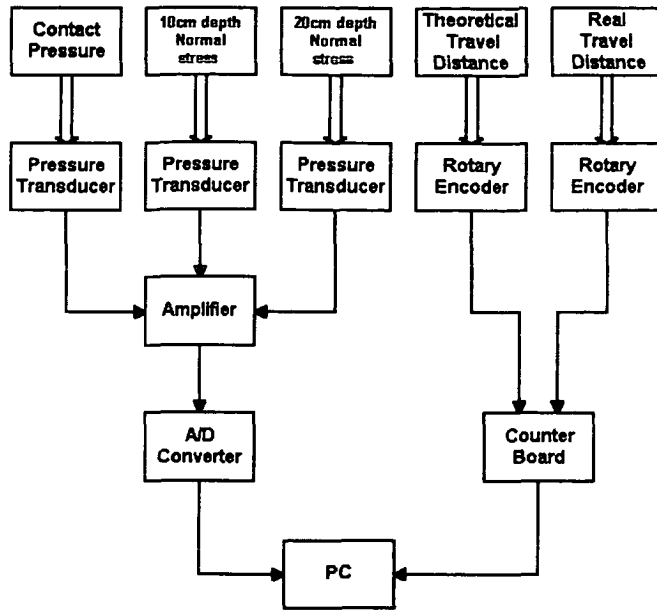 Contact
Pressure
10cm depth
Normal
stress
20cm depth
Normal
stress
Theoretical
Travel
Distance
Real
Travel
Distance
Pressure
Transducer
Pressure
Transducer
Pressure
Transducer
Rotary
Encoder
Rotary
Encoder
Amplifier
A/D
Converter
Counter
Board
PC